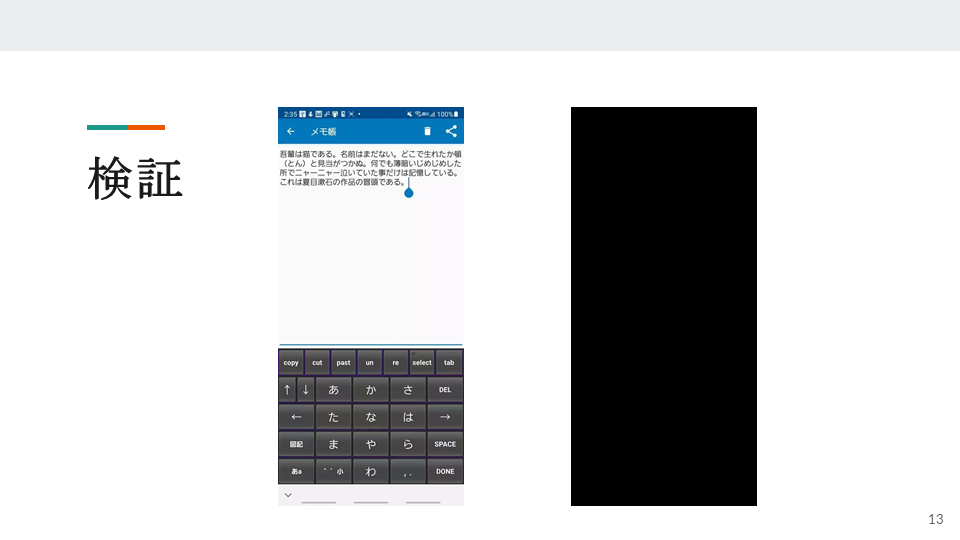 検証
2:35 100%
メモ帳
吾輩は猫である。名前はまだない。どこで生れたか頓
（とん）と見当がつかぬ。何でも薄暗いじめじめした
所でニャーニャー泣いていた事だけは記憶している。
これは夏目漱石の作品の冒頭である。
copy cut past un re select tab
↑ ↓ あ か さ DEL
← た な は →
図記 ま や ら SPACE
あa ゛゜小 わ , . DONE
13